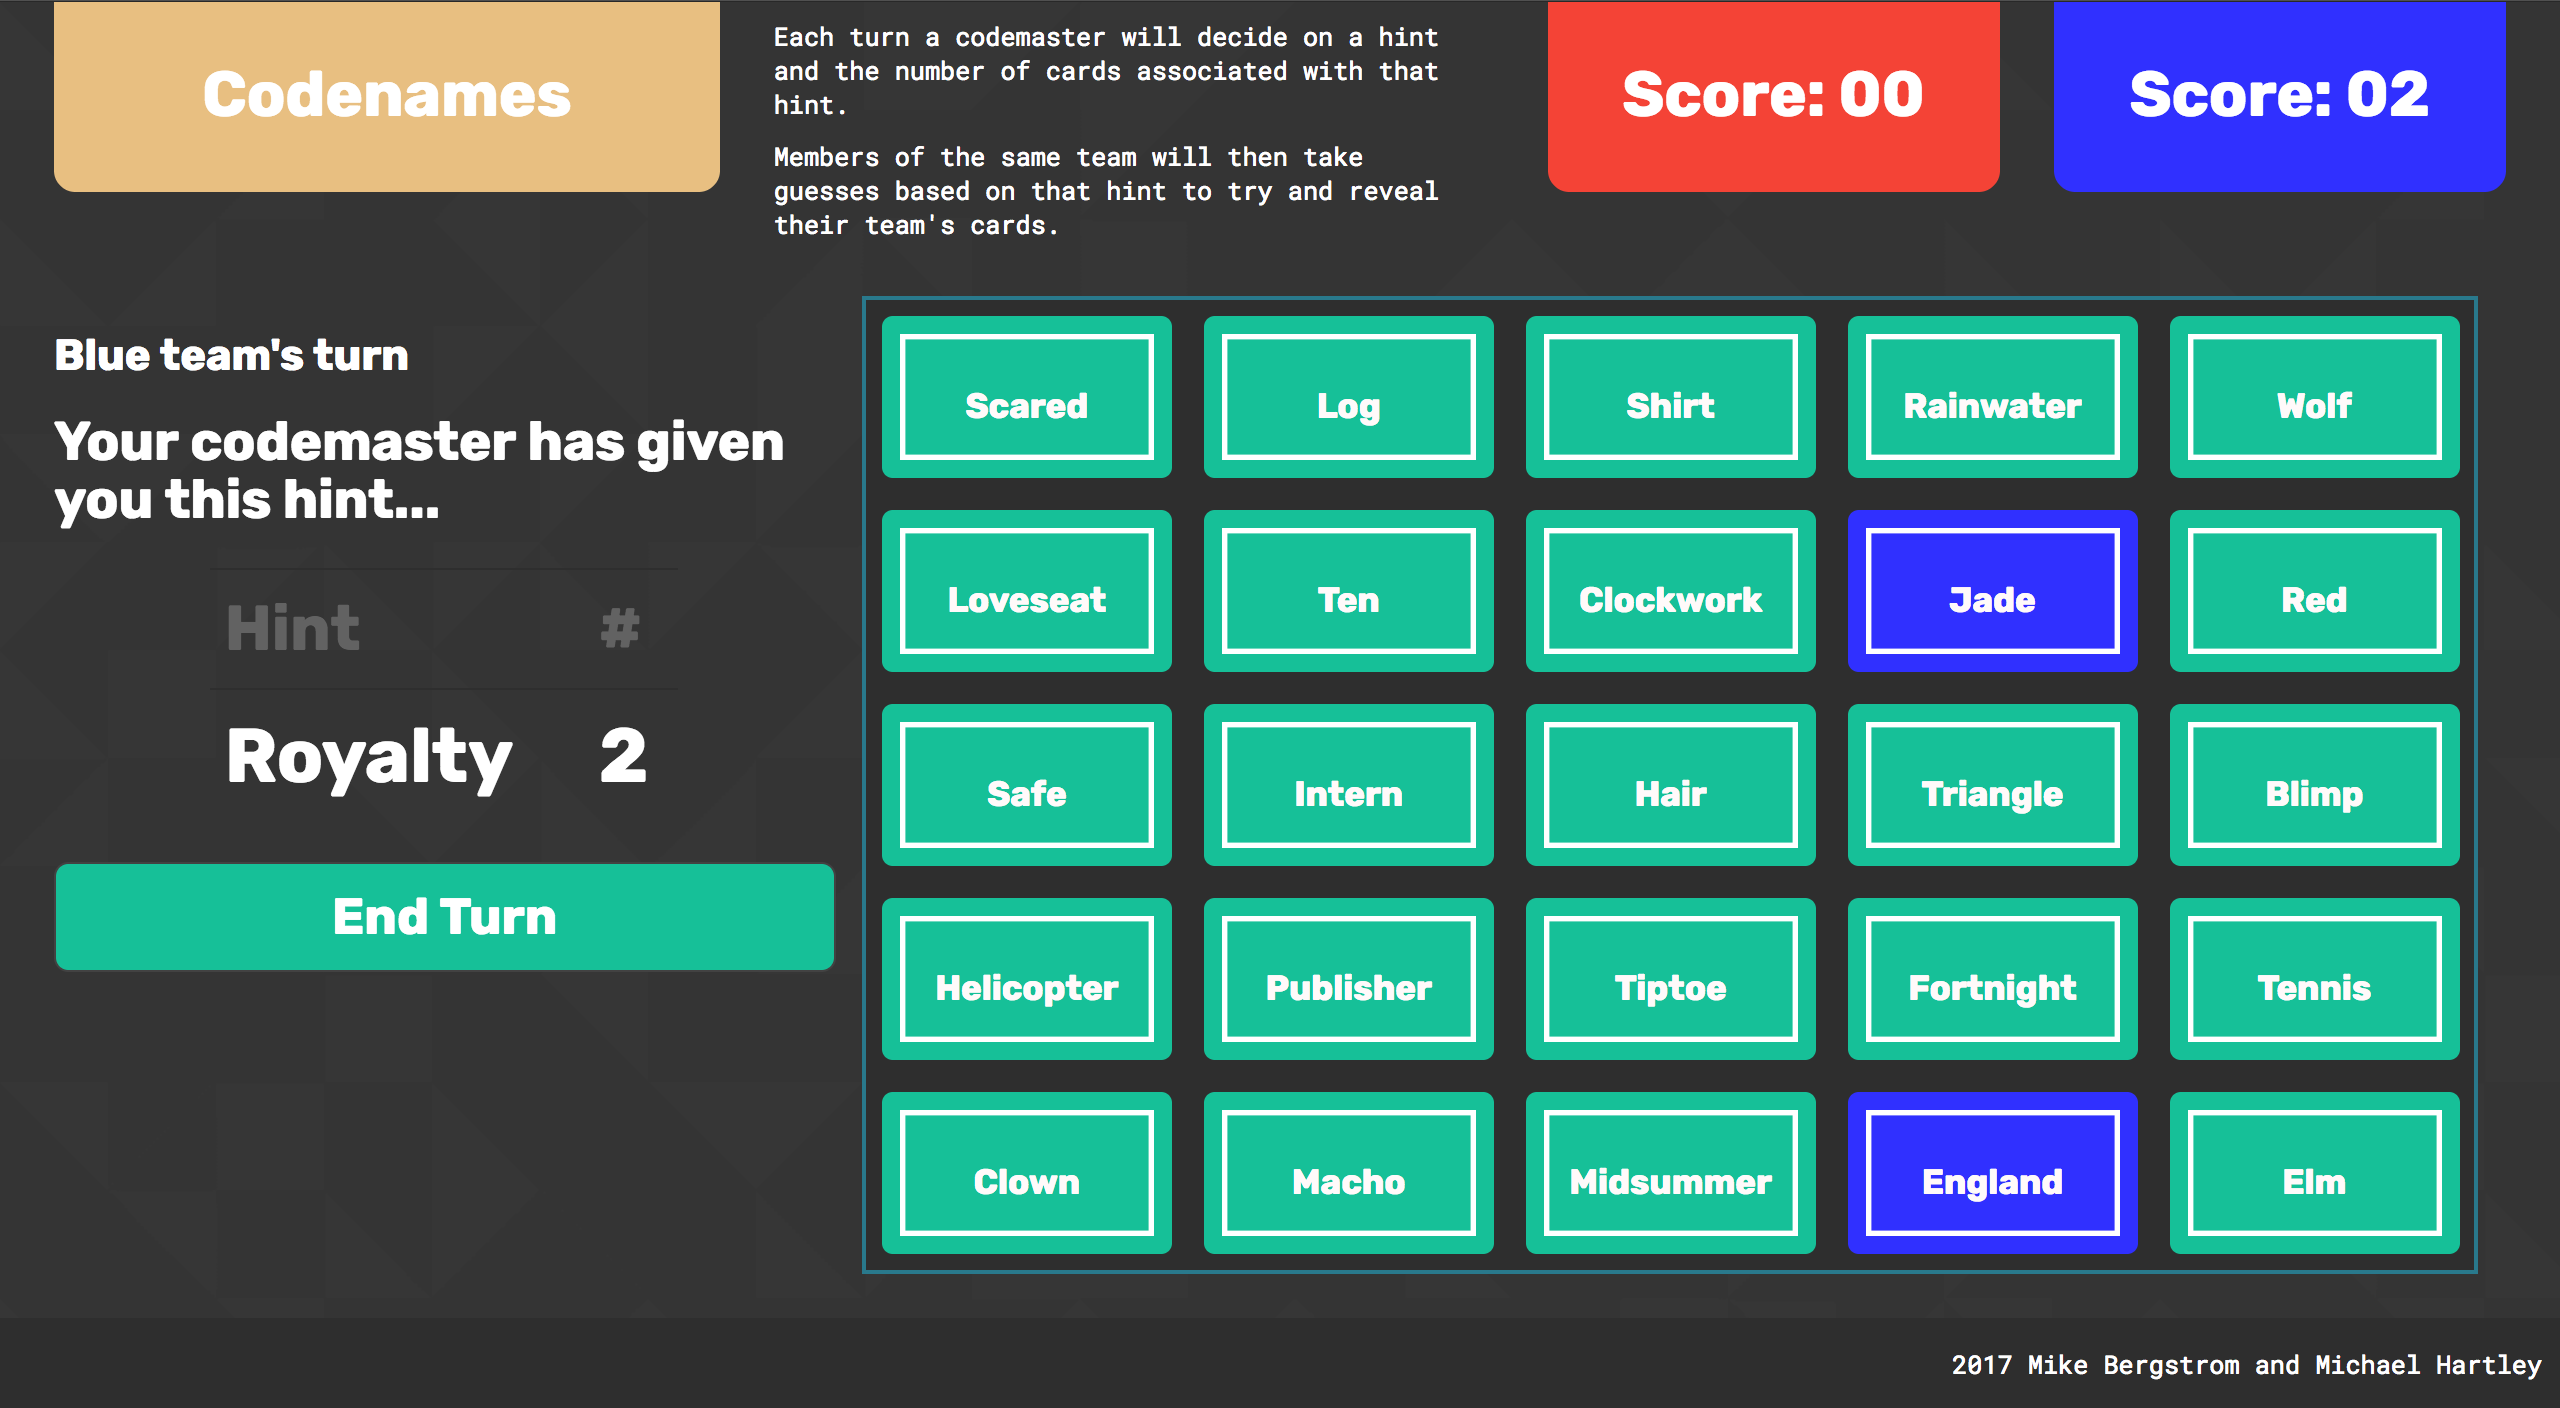 Codenames
Each turn a codemaster will decide on a hint
and the number of cards associated with that
hint.
Members of the same team will then take
guesses based on that hint to try and reveal
their team's cards.
Score: 00
Score: 02
Blue team's turn
Your codemaster has given
you this hint...
Hint #
Royalty 2
End Turn
Scared Log Shirt Rainwater Wolf
Loveseat Ten Clockwork Jade Red
Safe Intern Hair Triangle Blimp
Helicopter Publisher Tiptoe Fortnight Tennis
Clown Macho Midsummer England Elm
2017 Mike Bergstrom and Michael Hartley